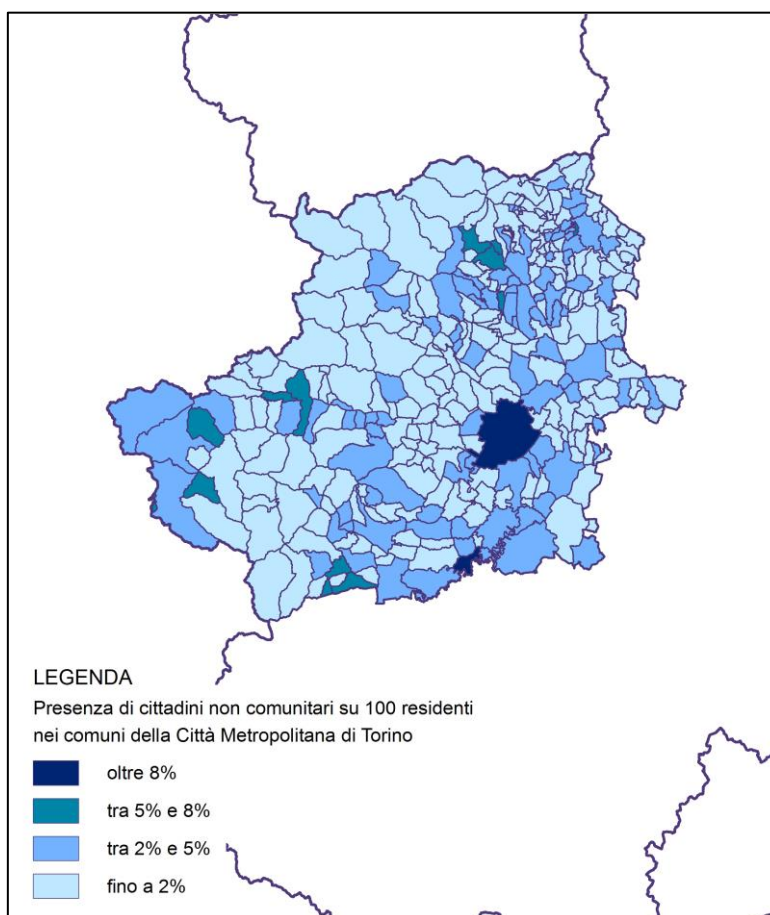 LEGENDA
Presenza di cittadini non comunitari su 100 residenti
nei comuni della Città Metropolitana di Torino
oltre 8%
tra 5% e 8%
tra 2% e 5%
fino a 2%